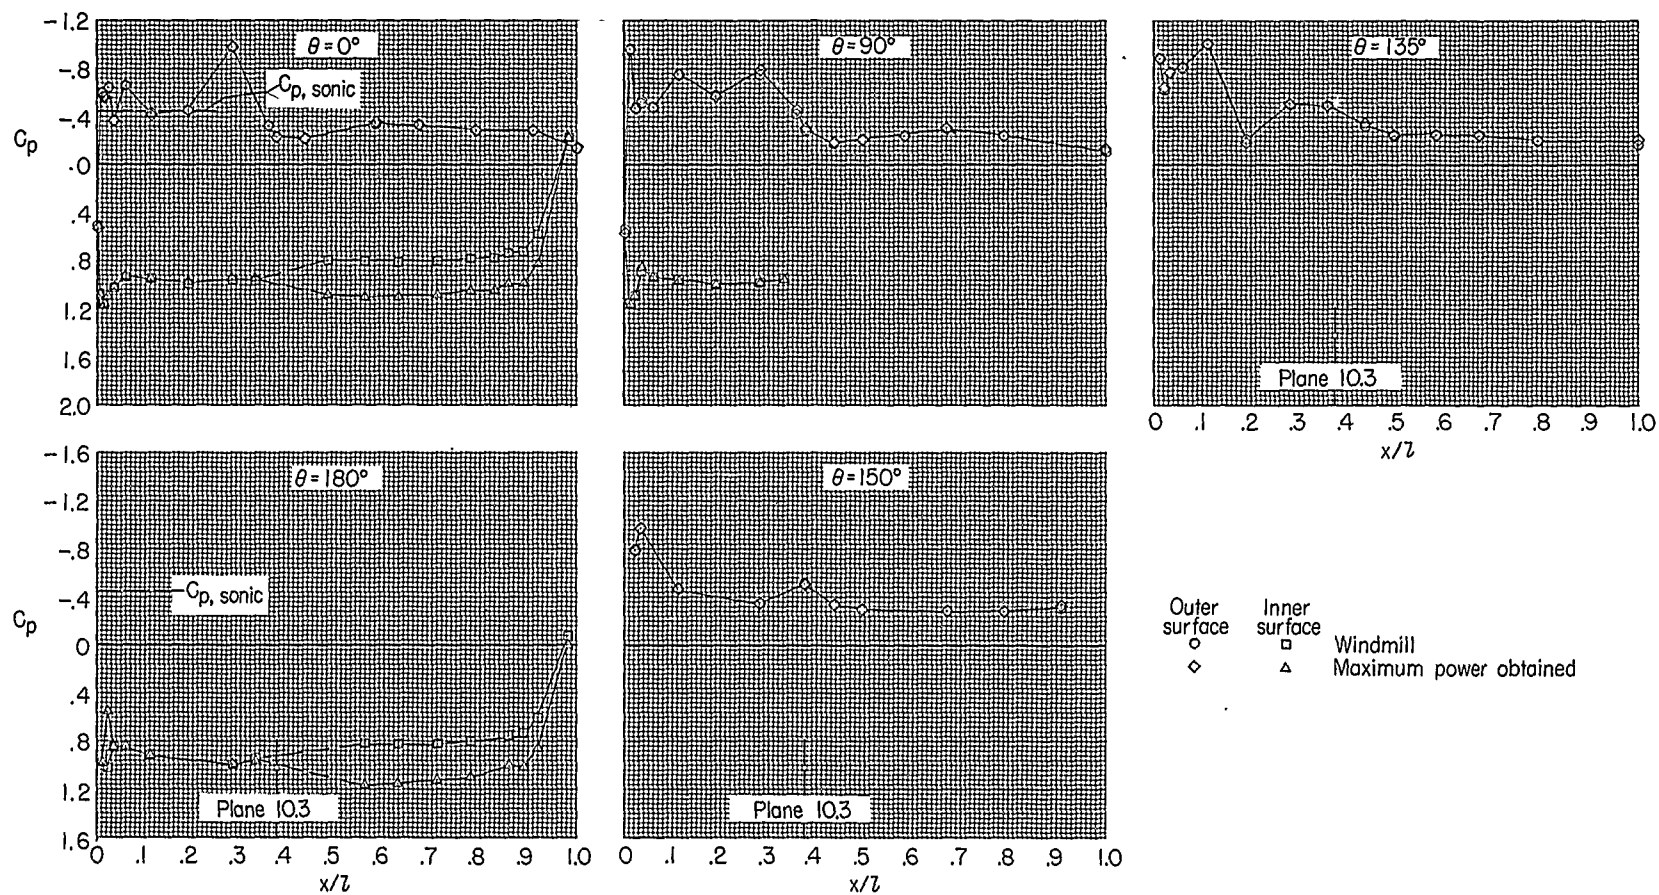 -1.2
-.8
-.4
0
.4
.8
1.2
1.6
2.0
Cp
θ = 0°
Cp, sonic
θ = 90°
θ = 135°
Plane 10.3
0 .1 .2 .3 .4 .5 .6 .7 .8 .9 1.0
x/l
-1.6
-1.2
-.8
-.4
0
.4
.8
1.2
1.6
Cp
θ = 180°
Cp, sonic
Plane 10.3
0 .1 .2 .3 .4 .5 .6 .7 .8 .9 1.0
x/l
θ = 150°
Plane 10.3
0 .1 .2 .3 .4 .5 .6 .7 .8 .9 1.0
x/l
Outer surface
Inner surface
Windmill
Maximum power obtained